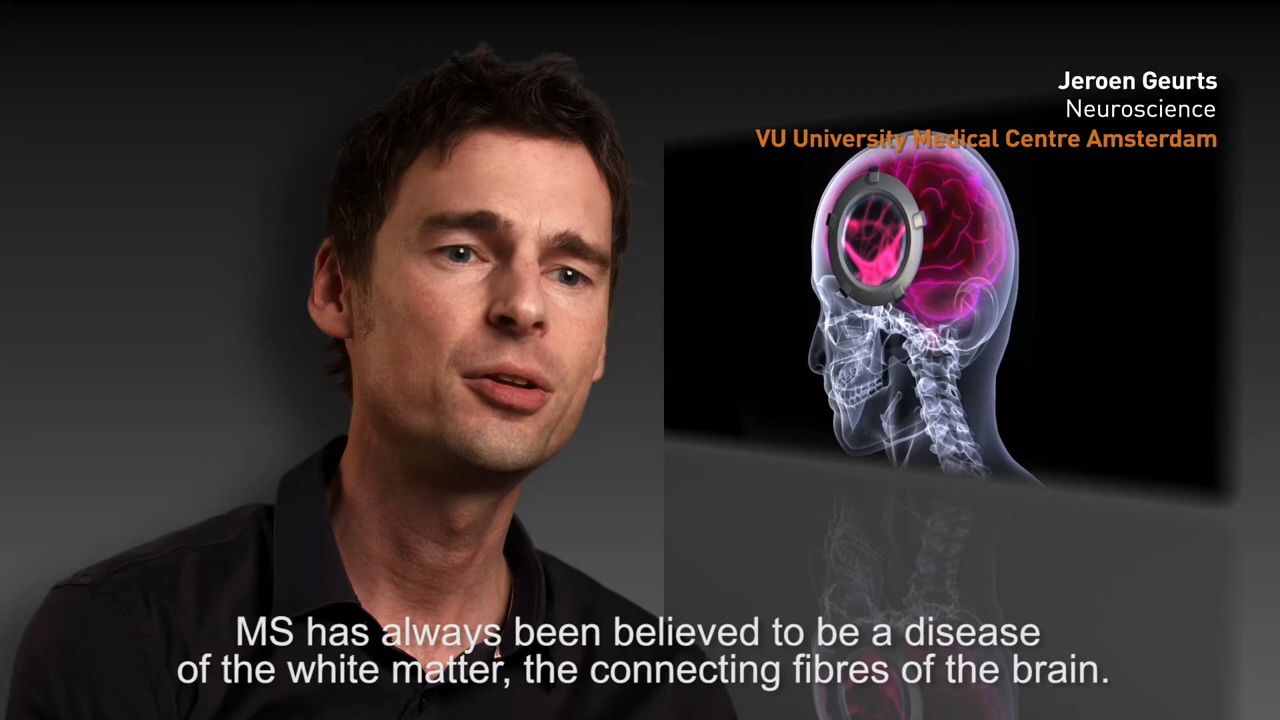 Jeroen Geurts
Neuroscience
VU University Medical Centre Amsterdam
MS has always been believed to be a disease
of the white matter, the connecting fibres of the brain.